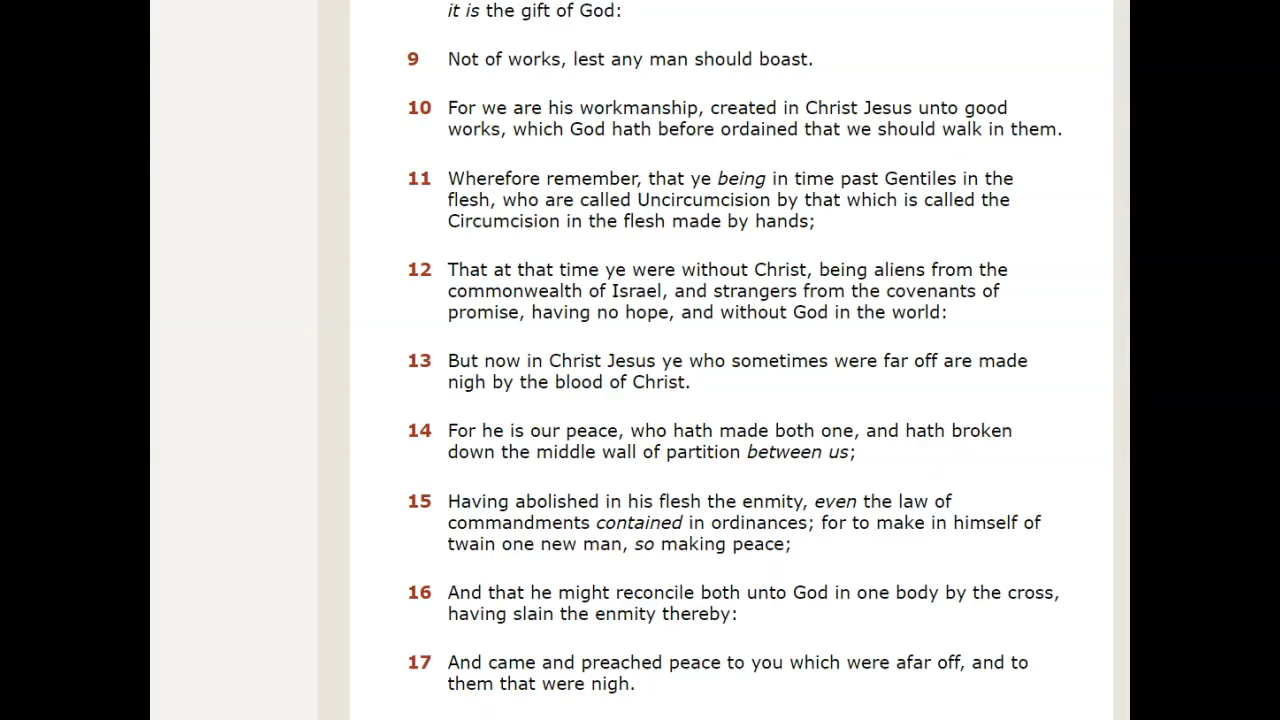 it is the gift of God:
9 Not of works, lest any man should boast.
10 For we are his workmanship, created in Christ Jesus unto good
works, which God hath before ordained that we should walk in them.
11 Wherefore remember, that ye being in time past Gentiles in the
flesh, who are called Uncircumcision by that which is called the
Circumcision in the flesh made by hands;
12 That at that time ye were without Christ, being aliens from the
commonwealth of Israel, and strangers from the covenants of
promise, having no hope, and without God in the world:
13 But now in Christ Jesus ye who sometimes were far off are made
nigh by the blood of Christ.
14 For he is our peace, who hath made both one, and hath broken
down the middle wall of partition between us;
15 Having abolished in his flesh the enmity, even the law of
commandments contained in ordinances; for to make in himself of
twain one new man, so making peace;
16 And that he might reconcile both unto God in one body by the cross,
having slain the enmity thereby:
17 And came and preached peace to you which were afar off, and to
them that were nigh.